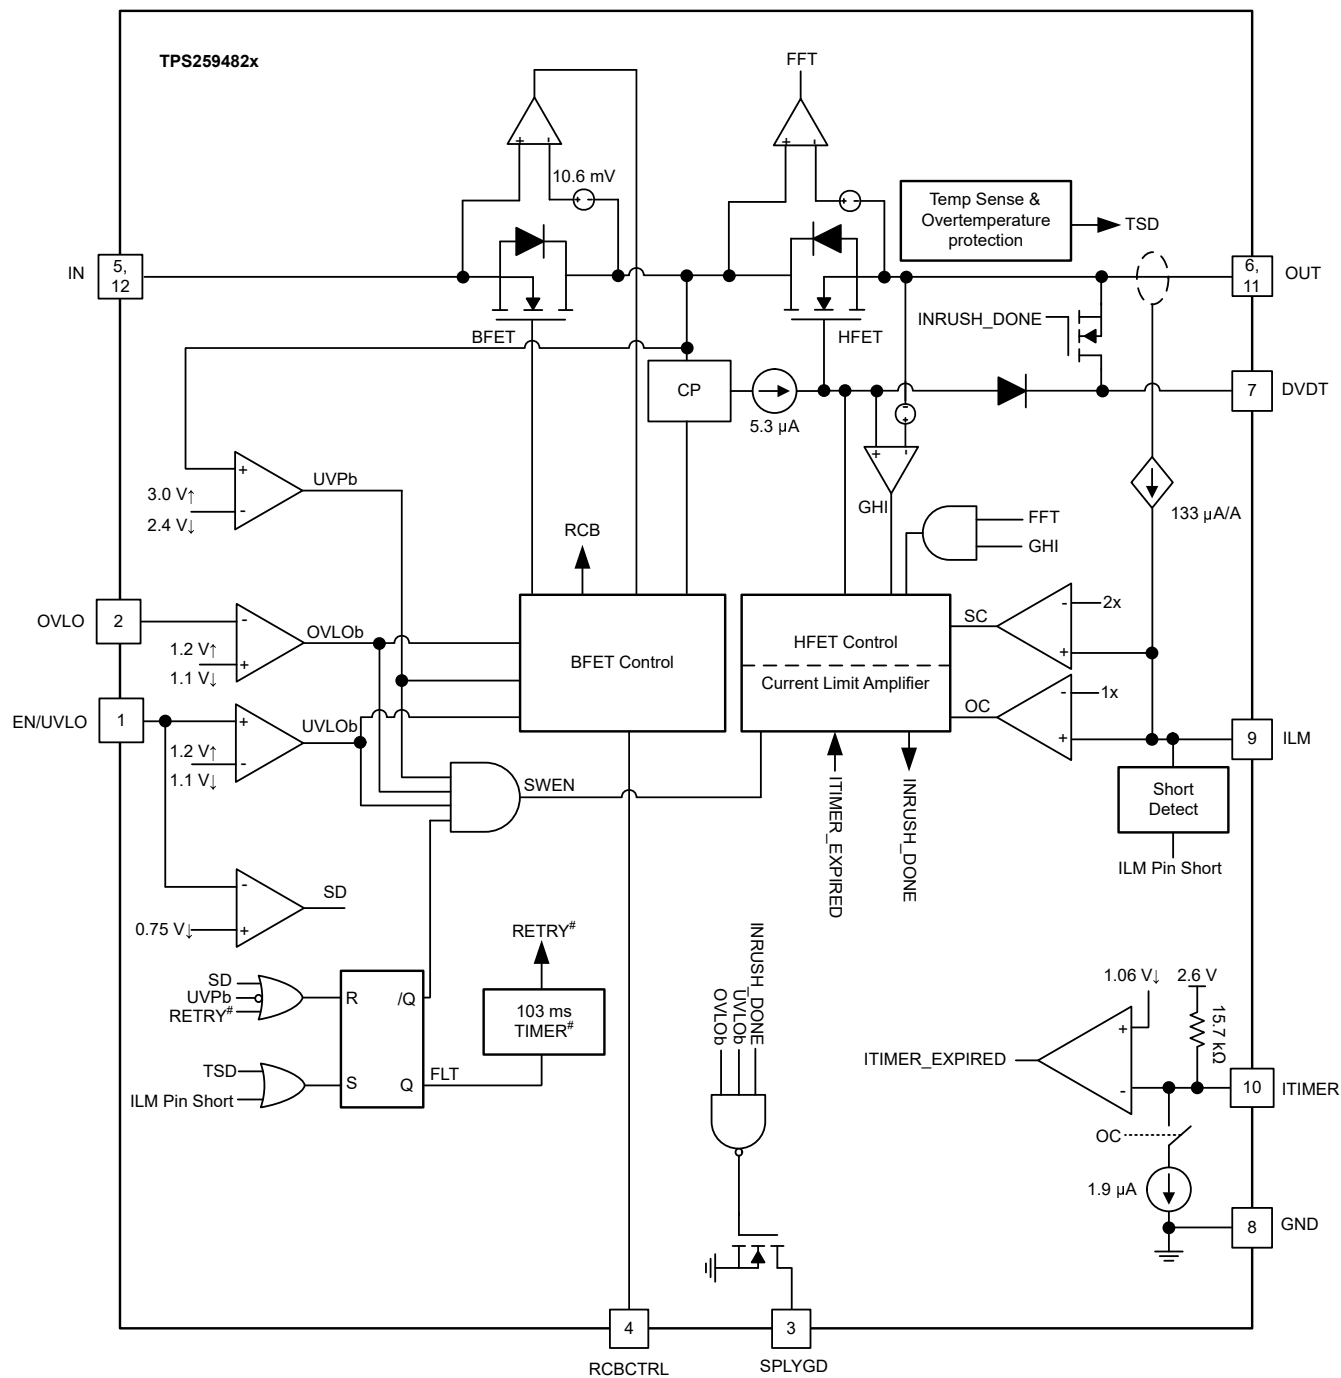 TPS259482x
FFT
+
-
+
-
10.6 mV
+ -
+ -
Temp Sense &
Overtemperature
protection
TSD
IN
5,
12
6,
11
OUT
INRUSH_DONE
BFET
HFET
CP
5.3 µA
7
DVDT
-
+
+
-
UVPb
+
-
3.0 V↑
2.4 V↓
GHI
133 µA/A
FFT
GHI
RCB
OVLO
2
-
+
1.2 V↑
1.1 V↓
OVLOb
BFET Control
HFET Control
Current Limit Amplifier
SC
-
+
2x
EN/UVLO
1
+
-
1.2 V↑
1.1 V↓
UVLOb
OC
-
+
1x
9
ILM
SWEN
ITIMER_EXPIRED
INRUSH_DONE
Short
Detect
ILM Pin Short
-
+
SD
0.75 V↓
RETRY#
SD
UVPb
RETRY#
R
/Q
103 ms
TIMER#
TSD
ILM Pin Short
S
Q
FLT
OVLOb
UVLOb
INRUSH_DONE
1.06 V↓
2.6 V
15.7 kΩ
+
-
ITIMER_EXPIRED
10
ITIMER
OC
1.9 µA
8
GND
4
RCBCTRL
3
SPLYGD